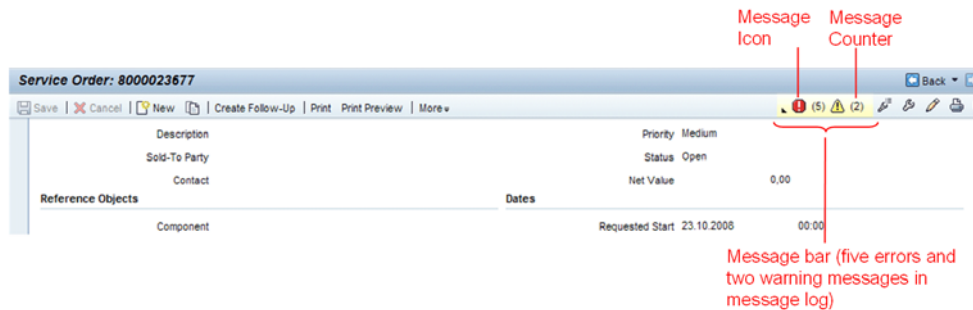 Message Icon
Message Counter
Service Order: 8000023677
Back
Save | Cancel | New | Create Follow-Up | Print Print Preview | More
(5) (2)
Description
Priority Medium
Sold-To Party
Status Open
Contact
Net Value 0,00
Reference Objects
Dates
Component
Requested Start 23.10.2008 00:00
Message bar (five errors and
two warning messages in
message log)